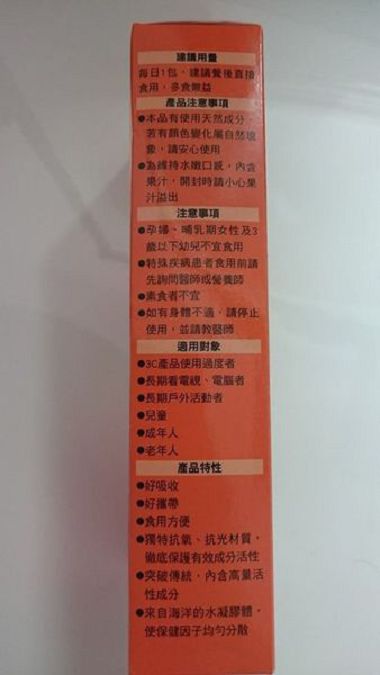 建議用量
每日1包，建議餐後直接
食用，多食無益
產品注意事項
●本品有使用天然成分，
若有顏色變化屬自然現
象，請安心使用
●為維持水嫩口感，內含
果汁，開封時請小心果
汁溢出
注意事項
●孕婦、哺乳期女性及3
歲以下幼兒不宜食用
●特殊疾病患者食用前請
先詢問醫師或營養師
●素食者不宜
●如有身體不適，請停止
使用，並請教醫師
適用對象
●3C產品使用過度者
●長期看電視、電腦者
●長期戶外活動者
●兒童
●成年人
●老年人
產品特性
●好吸收
●好攜帶
●食用方便
●獨特抗氧、抗光材質，
徹底保護有效成分活性
●突破傳統，內含高量活
性成分
●來自海洋的水凝膠體，
使保健因子均勻分散